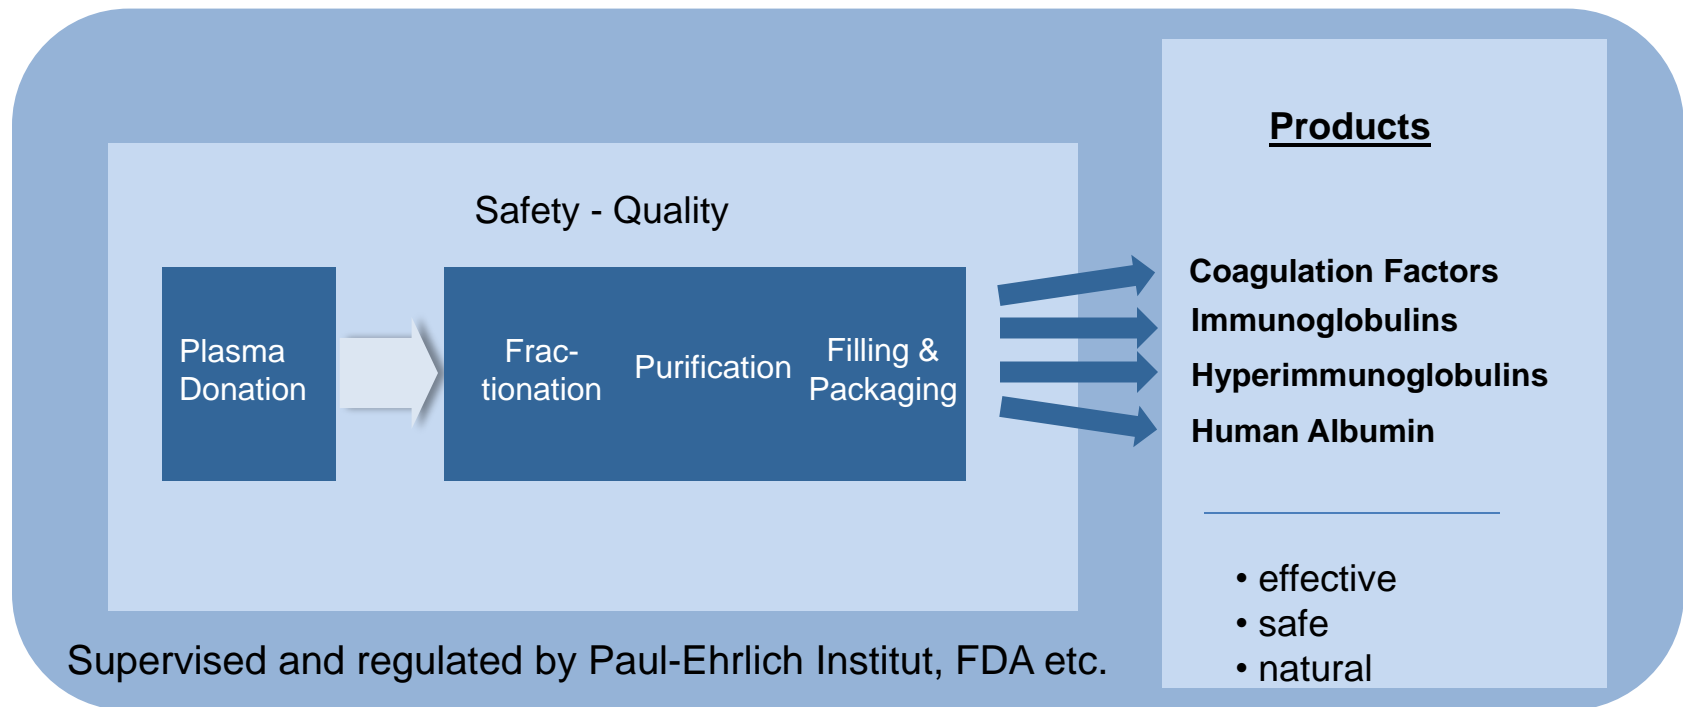 Safety - Quality
Plasma
Donation
Frac-
tionation
Purification
Filling &
Packaging
Supervised and regulated by Paul-Ehrlich Institut, FDA etc.
Products
Coagulation Factors
Immunoglobulins
Hyperimmunoglobulins
Human Albumin
• effective
• safe
• natural